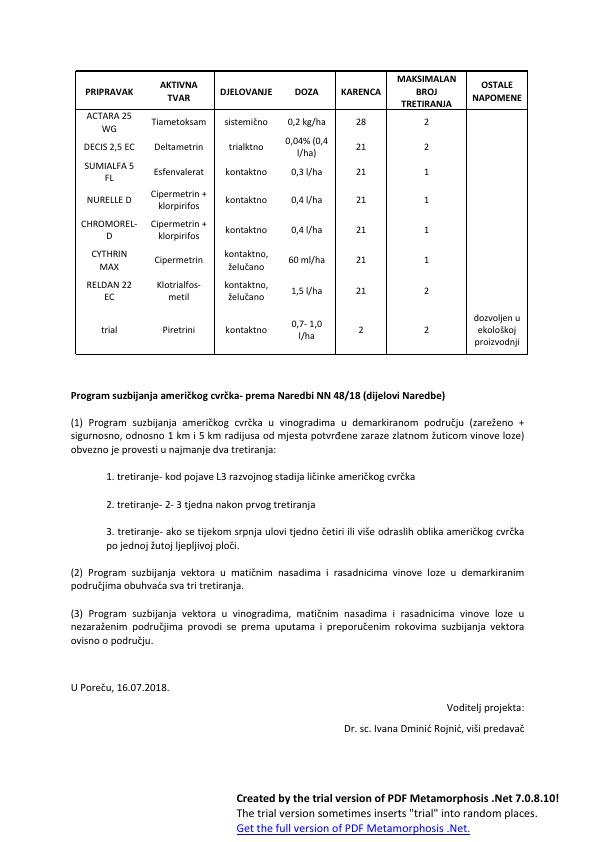 PRIPRAVAK AKTIVNA TVAR DJELOVANJE DOZA KARENCA MAKSIMALAN BROJ TRETIRANJA OSTALE NAPOMENE
ACTARA 25 WG Tiametoksam sistemično 0,2 kg/ha 28 2
DECIS 2,5 EC Deltametrin trialktno 0,04% (0,4 l/ha) 21 2
SUMIALFA 5 FL Esfenvalerat kontaktno 0,3 l/ha 21 1
NURELLE D Cipermetrin + klorpirifos kontaktno 0,4 l/ha 21 1
CHROMOREL-D Cipermetrin + klorpirifos kontaktno 0,4 l/ha 21 1
CYTHRIN MAX Cipermetrin kontaktno, želučano 60 ml/ha 21 1
RELDAN 22 EC Klotrialfos-metil kontaktno, želučano 1,5 l/ha 21 2
trial Piretrini kontaktno 0,7- 1,0 l/ha 2 2 dozvoljen u ekološkoj proizvodnji
Program suzbijanja američkog cvrčka- prema Naredbi NN 48/18 (dijelovi Naredbe)
(1) Program suzbijanja američkog cvrčka u vinogradima u demarkiranom području (zareženo +
sigurnosno, odnosno 1 km i 5 km radijusa od mjesta potvrđene zaraze zlatnom žuticom vinove loze)
obvezno je provesti u najmanje dva tretiranja:
1. tretiranje- kod pojave L3 razvojnog stadija ličinke američkog cvrčka
2. tretiranje- 2- 3 tjedna nakon prvog tretiranja
3. tretiranje- ako se tijekom srpnja ulovi tjedno četiri ili više odraslih oblika američkog cvrčka
po jednoj žutoj ljepljivoj ploči.
(2) Program suzbijanja vektora u matičnim nasadima i rasadnicima vinove loze u demarkiranim
područjima obuhvaća sva tri tretiranja.
(3) Program suzbijanja vektora u vinogradima, matičnim nasadima i rasadnicima vinove loze u
nezaraženim područjima provodi se prema uputama i preporučenim rokovima suzbijanja vektora
ovisno o području.
U Poreču, 16.07.2018.
Voditelj projekta:
Dr. sc. Ivana Dminić Rojnić, viši predavač
Created by the trial version of PDF Metamorphosis .Net 7.0.8.10!
The trial version sometimes inserts "trial" into random places.
Get the full version of PDF Metamorphosis .Net.